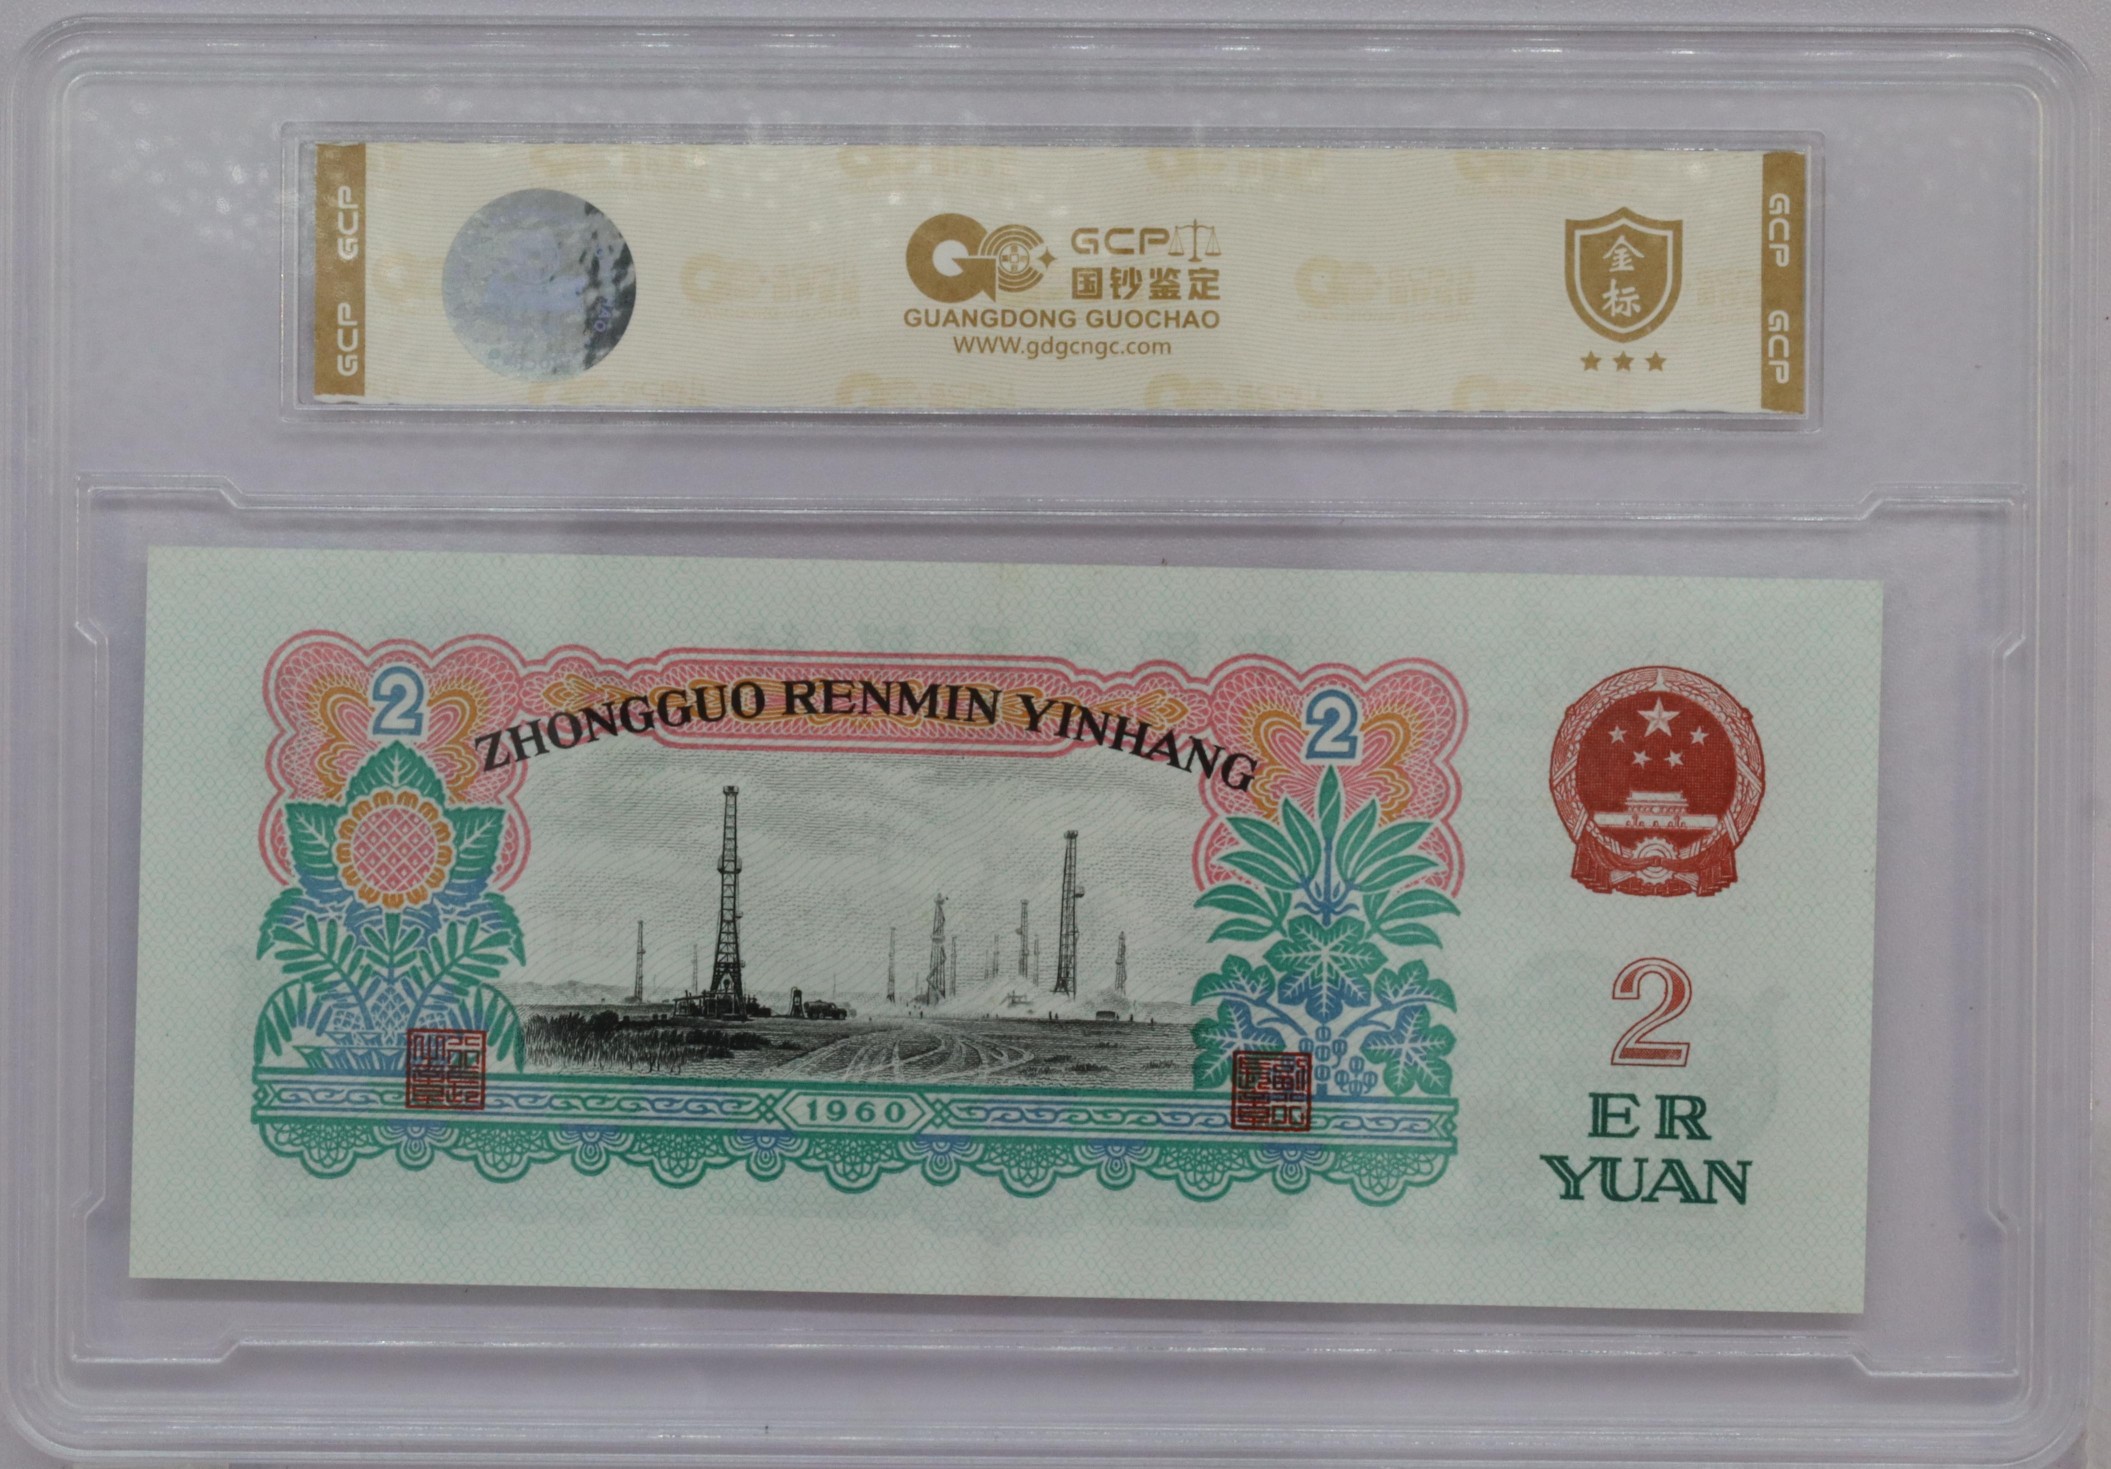 GCP GCP
GCP
国钞鉴定
GUANGDONG GUOCHAO
WWW.gdgcngc.com
金
标
GCP GCP
2
ZHONGGUO RENMIN YINHANG
2
1960
2
ER
YUAN